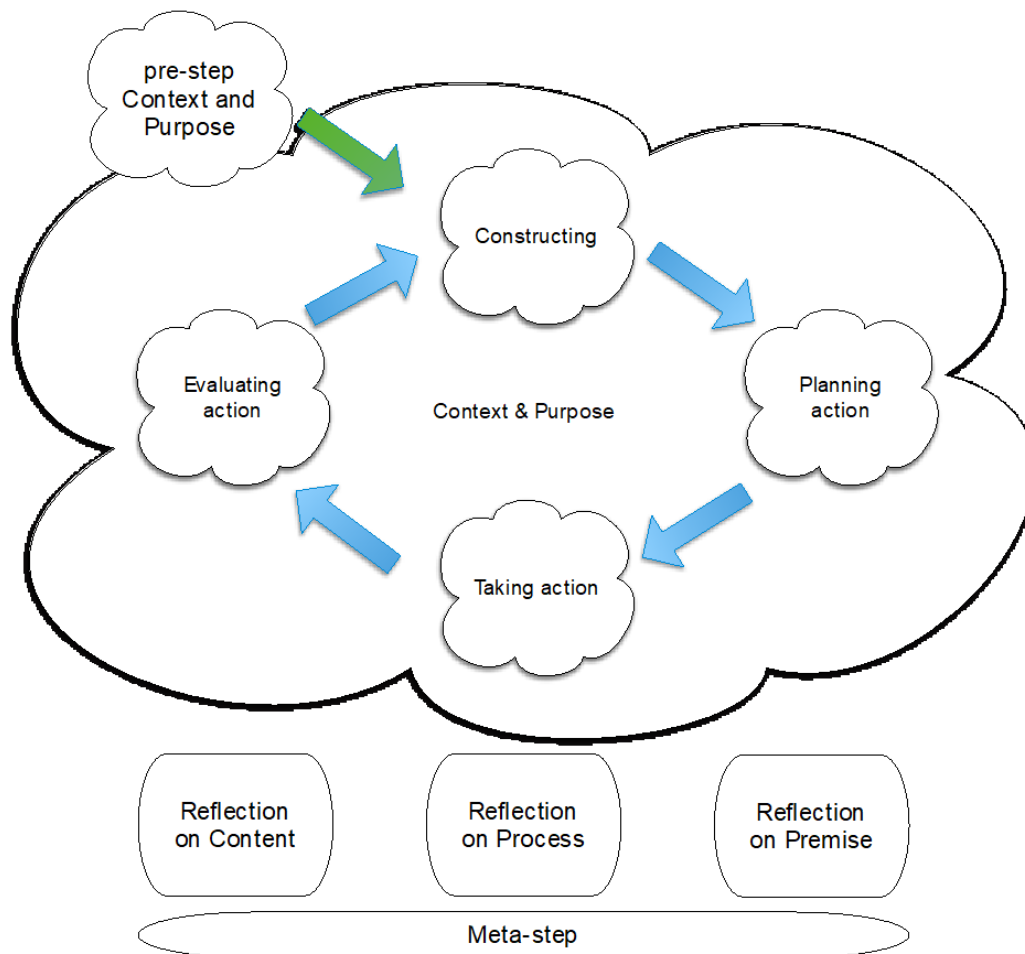 pre-step
Context and
Purpose
Constructing
Evaluating
action
Context & Purpose
Planning
action
Taking action
Reflection
on Content
Reflection
on Process
Reflection
on Premise
Meta-step